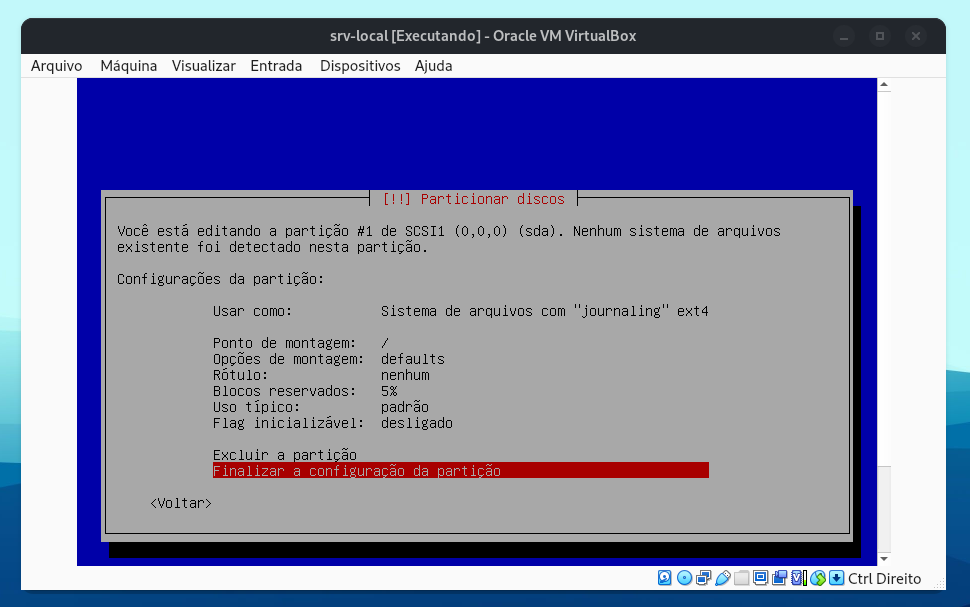 srv-local [Executando] - Oracle VM VirtualBox
Arquivo Máquina Visualizar Entrada Dispositivos Ajuda
[!!] Particionar discos
Você está editando a partição #1 de SCSI1 (0,0,0) (sda). Nenhum sistema de arquivos
existente foi detectado nesta partição.
Configurações da partição:
Usar como: Sistema de arquivos com "journaling" ext4
Ponto de montagem: /
Opções de montagem: defaults
Rótulo: nenhum
Blocos reservados: 5%
Uso típico: padrão
Flag inicializável: desligado
Excluir a partição
Finalizar a configuração da partição
<Voltar>
Ctrl Direito